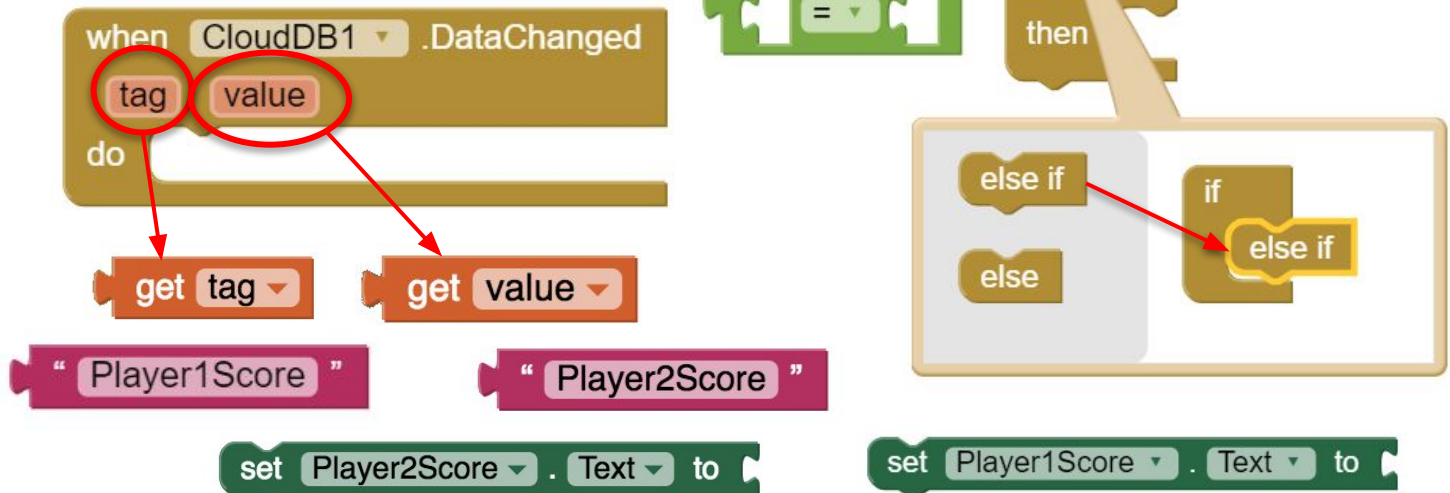 when CloudDB1 .DataChanged
tag value
do
=
then
else if
else
if
else if
get tag
get value
" Player1Score "
" Player2Score "
set Player2Score . Text to
set Player1Score . Text to